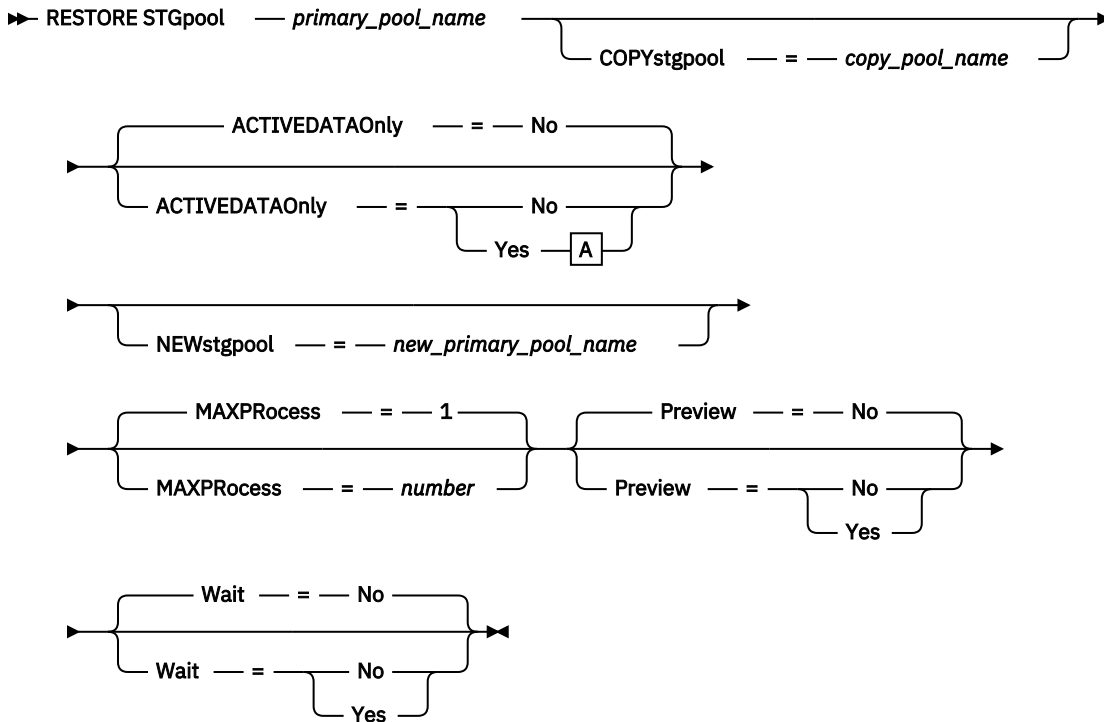 RESTORE STGpool — primary_pool_name
COPYstgpool — = — copy_pool_name
ACTIVEDATAOnly — = — No
ACTIVEDATAOnly — = — No
Yes — A
NEWstgpool — = — new_primary_pool_name
MAXPRocess — = — 1 Preview — = — No
MAXPRocess — = — number Preview — = — No
Yes
Wait — = — No
Wait — = — No
Yes